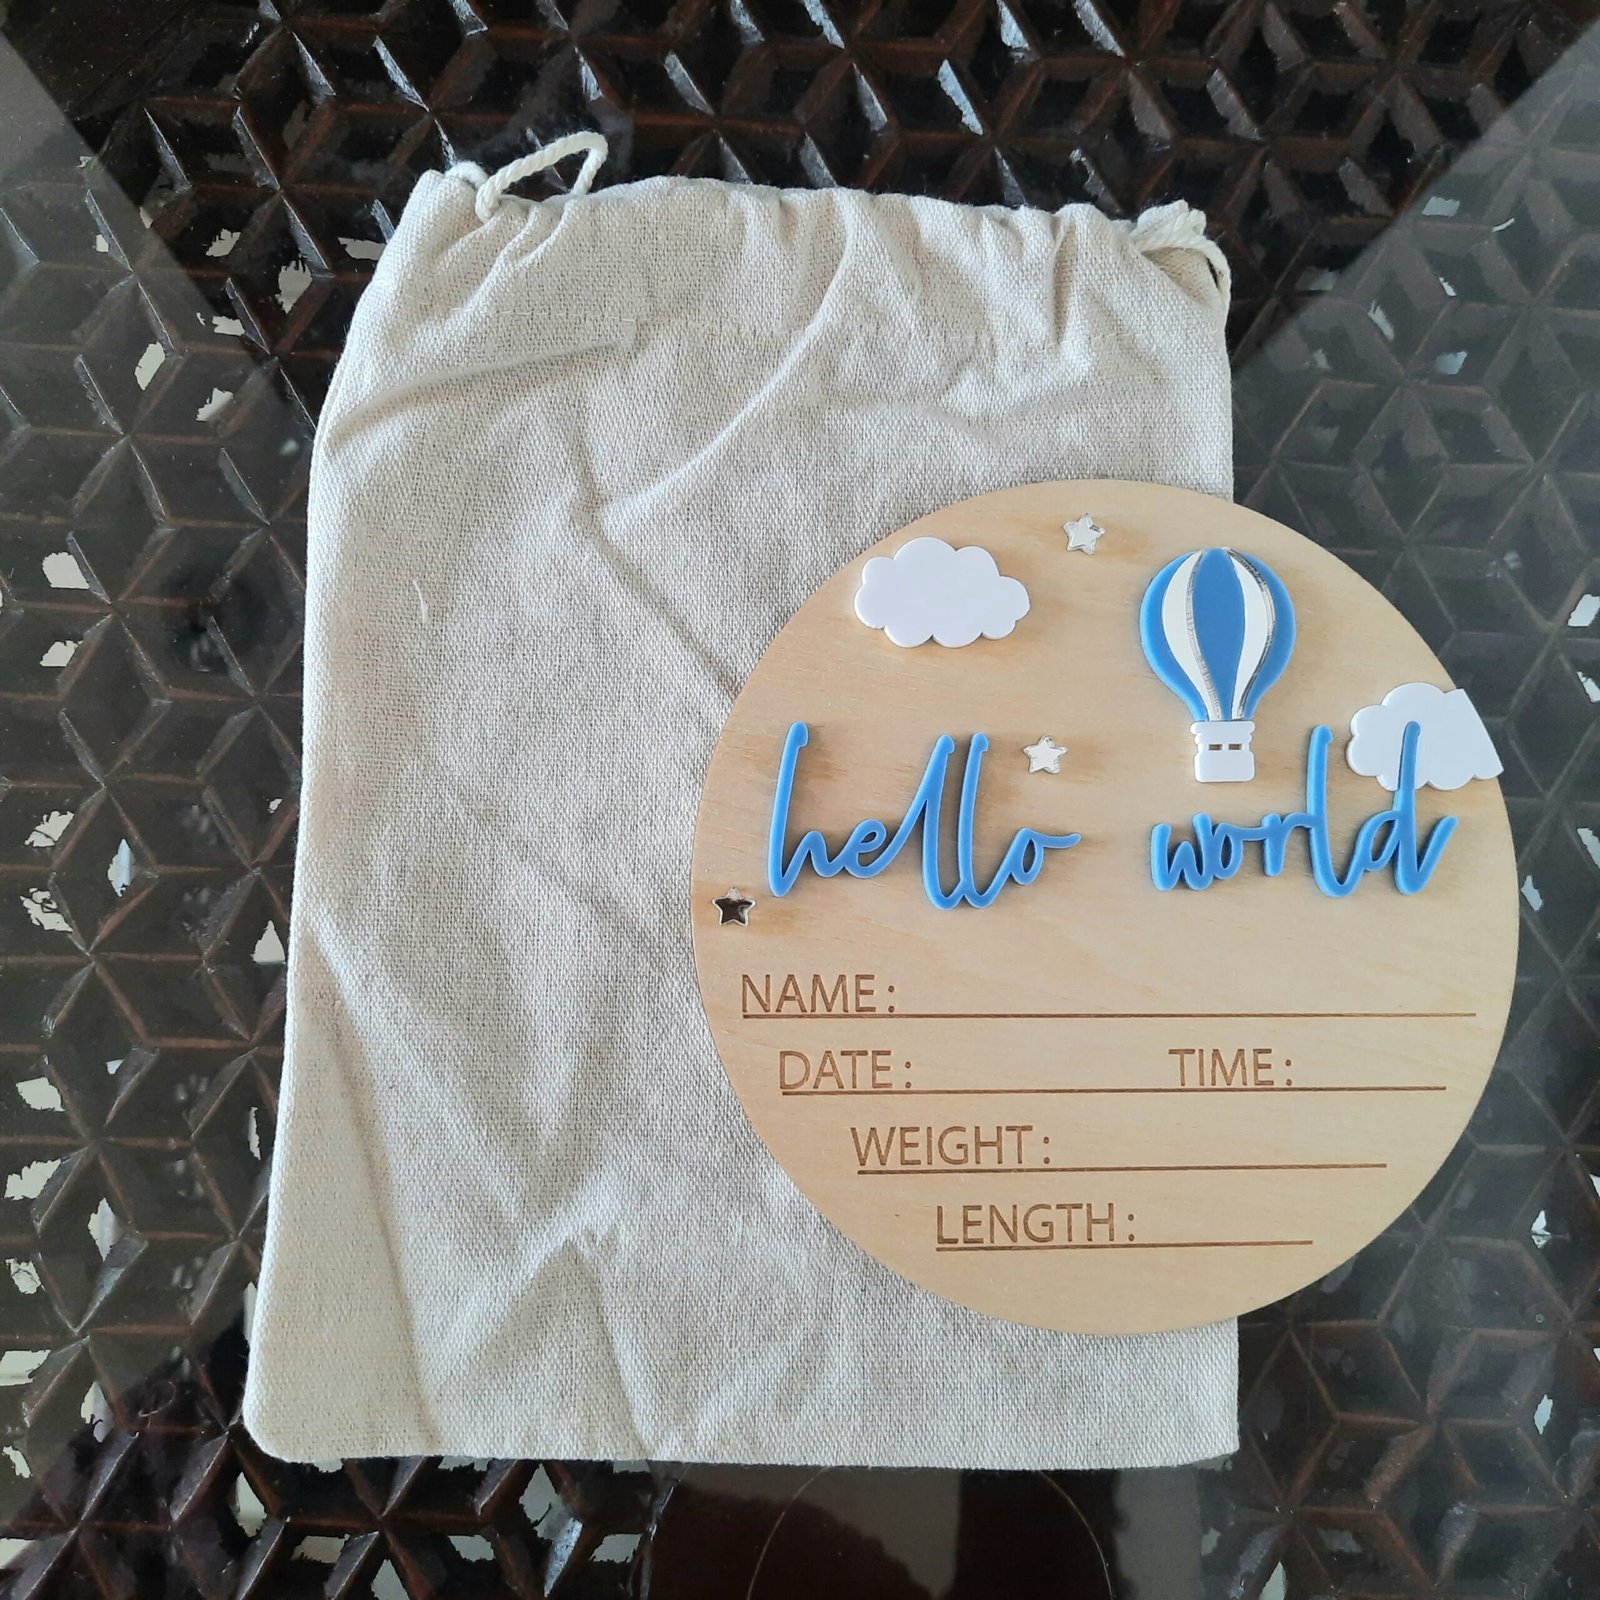 hello world
NAME:
DATE: TIME:
WEIGHT:
LENGTH: